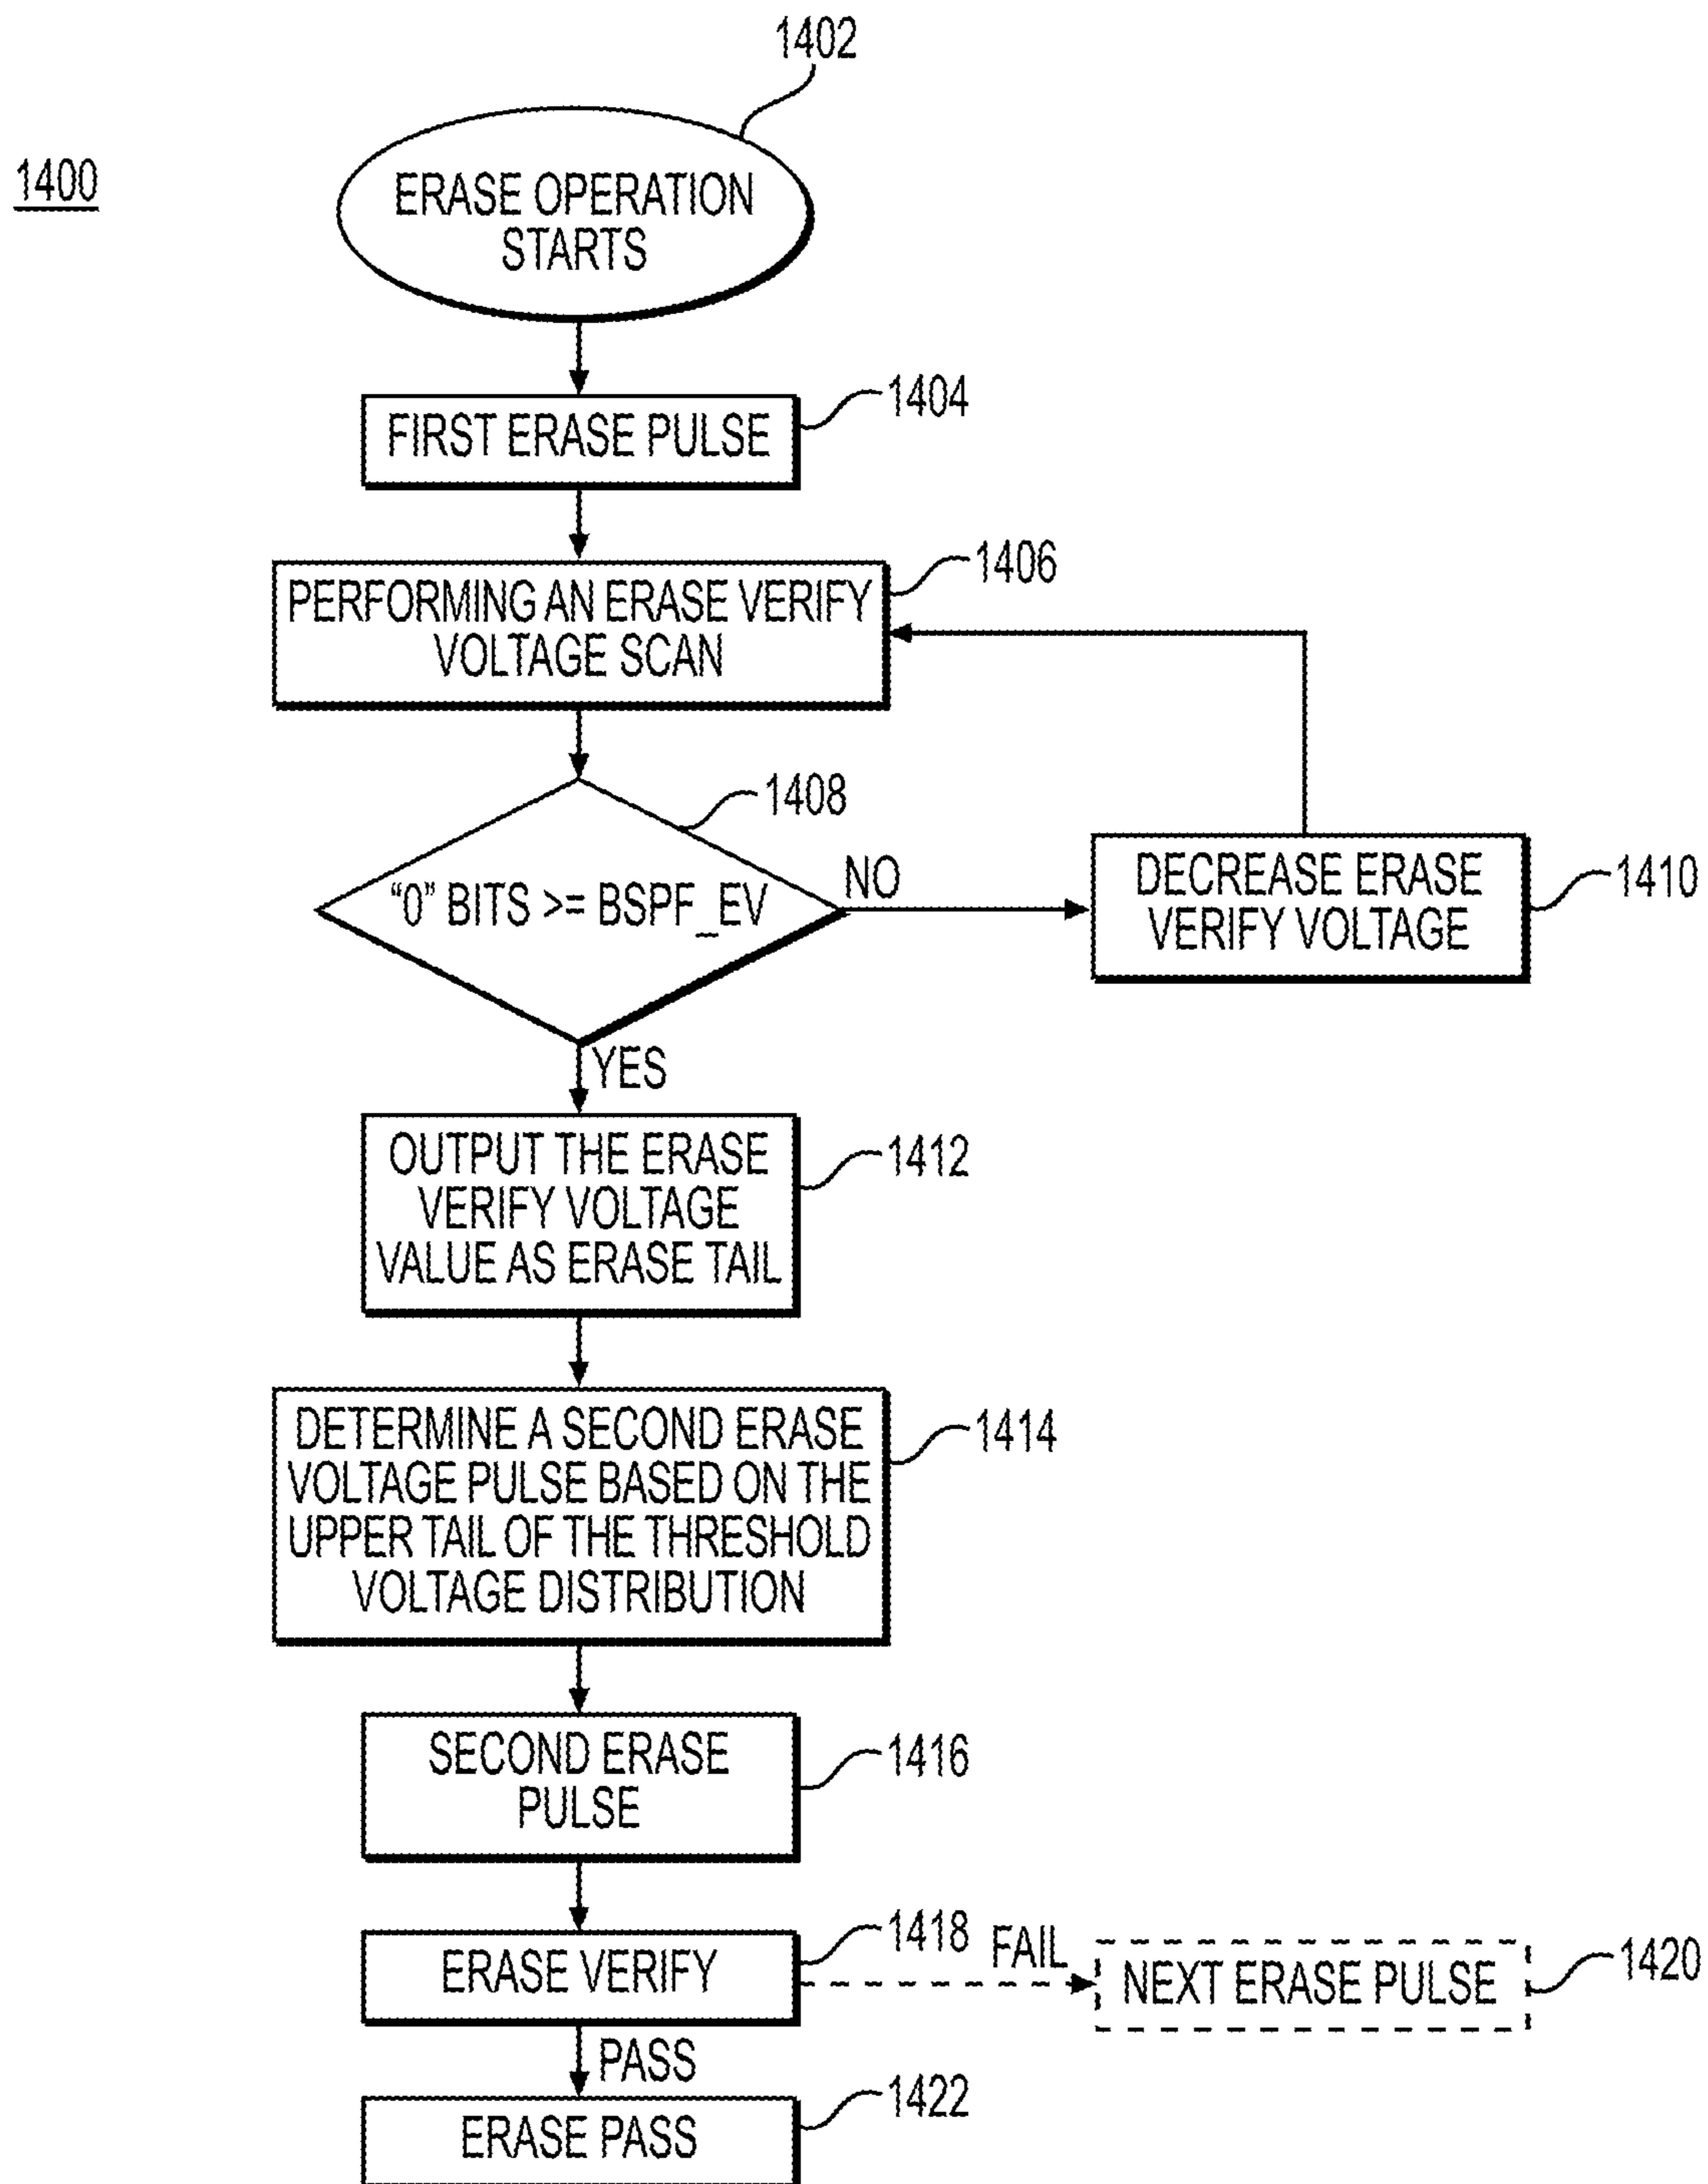 1402
1400
ERASE OPERATION
STARTS
1404
FIRST ERASE PULSE
1406
PERFORMING AN ERASE VERIFY
VOLTAGE SCAN
1408
“0” BITS >= BSPF_EV
NO
DECREASE ERASE
VERIFY VOLTAGE
1410
YES
OUTPUT THE ERASE
VERIFY VOLTAGE
VALUE AS ERASE TAIL
1412
DETERMINE A SECOND ERASE
VOLTAGE PULSE BASED ON THE
UPPER TAIL OF THE THRESHOLD
VOLTAGE DISTRIBUTION
1414
SECOND ERASE
PULSE
1416
ERASE VERIFY
1418
FAIL
NEXT ERASE PULSE
1420
PASS
ERASE PASS
1422